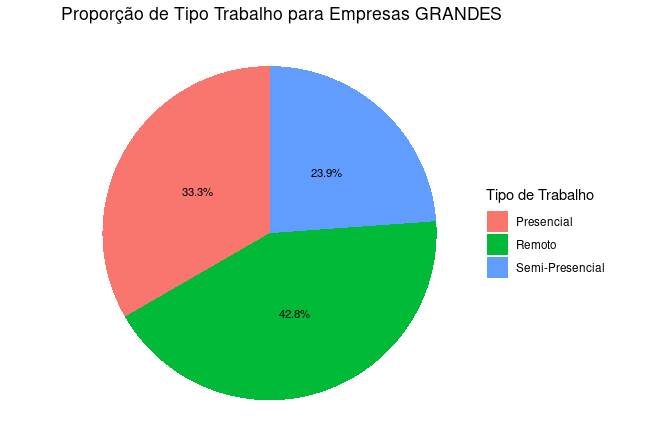 Proporção de Tipo Trabalho para Empresas GRANDES
23.9%
33.3%
42.8%
Tipo de Trabalho
Presencial
Remoto
Semi-Presencial